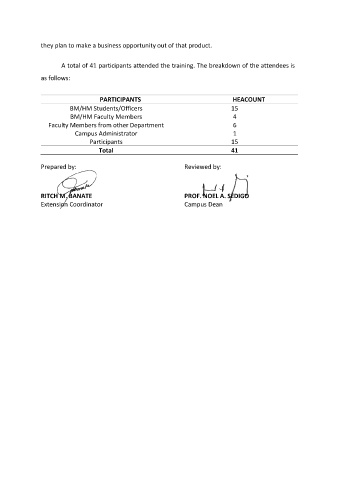 they plan to make a business opportunity out of that product.
A total of 41 participants attended the training. The breakdown of the attendees is
as follows:
PARTICIPANTS HEACOUNT
BM/HM Students/Officers 15
BM/HM Faculty Members 4
Faculty Members from other Department 6
Campus Administrator 1
Participants 15
Total 41
Prepared by: Reviewed by:
RITCH M. BANATE PROF. NOEL A. SEDIGO
Extension Coordinator Campus Dean